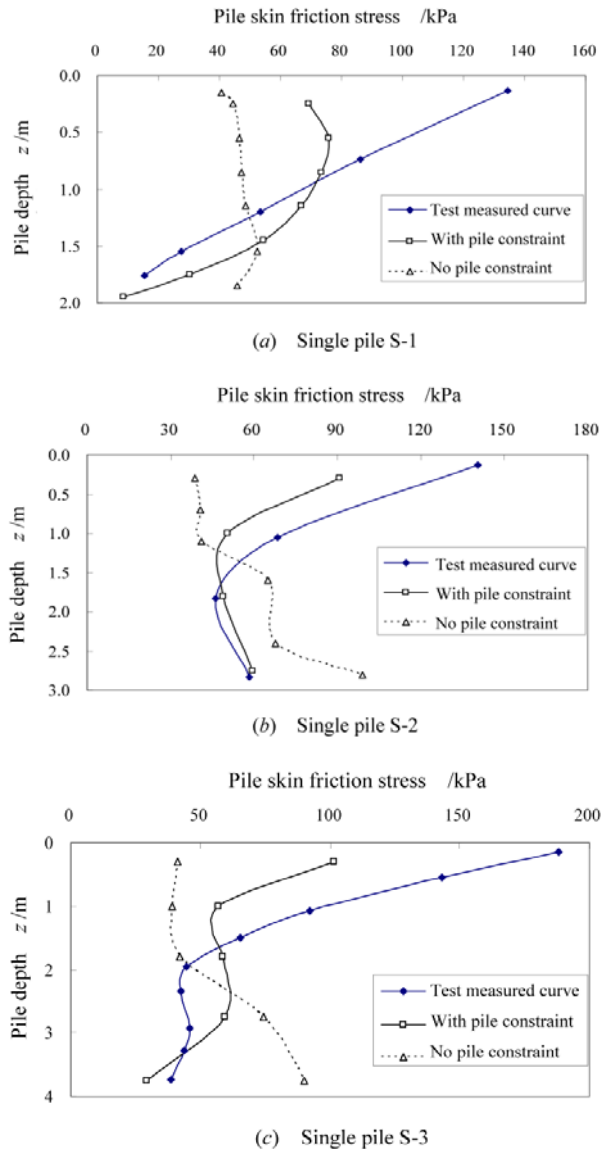 Pile skin friction stress /kPa
0 20 40 60 80 100 120 140 160
0.0
0.5
1.0
1.5
2.0
Pile depth z /m
Test measured curve
With pile constraint
No pile constraint
(a) Single pile S-1
Pile skin friction stress /kPa
0 30 60 90 120 150 180
0.0
0.5
1.0
1.5
2.0
2.5
3.0
Pile depth z /m
Test measured curve
With pile constraint
No pile constraint
(b) Single pile S-2
Pile skin friction stress /kPa
0 50 100 150 200
0
1
2
3
4
Pile depth z /m
Test measured curve
With pile constraint
No pile constraint
(c) Single pile S-3